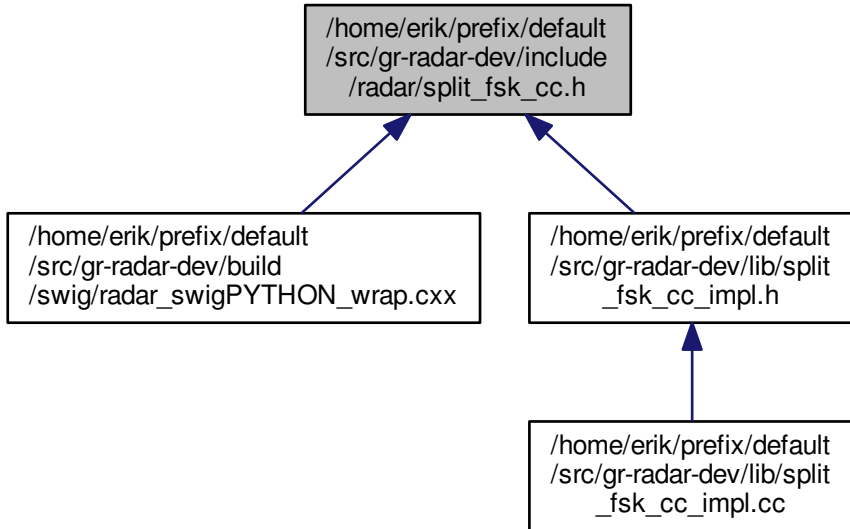 /home/erik/prefix/default
/src/gr-radar-dev/include
/radar/split_fsk_cc.h
/home/erik/prefix/default
/src/gr-radar-dev/build
/swig/radar_swigPYTHON_wrap.cxx
/home/erik/prefix/default
/src/gr-radar-dev/lib/split
_fsk_cc_impl.h
/home/erik/prefix/default
/src/gr-radar-dev/lib/split
_fsk_cc_impl.cc